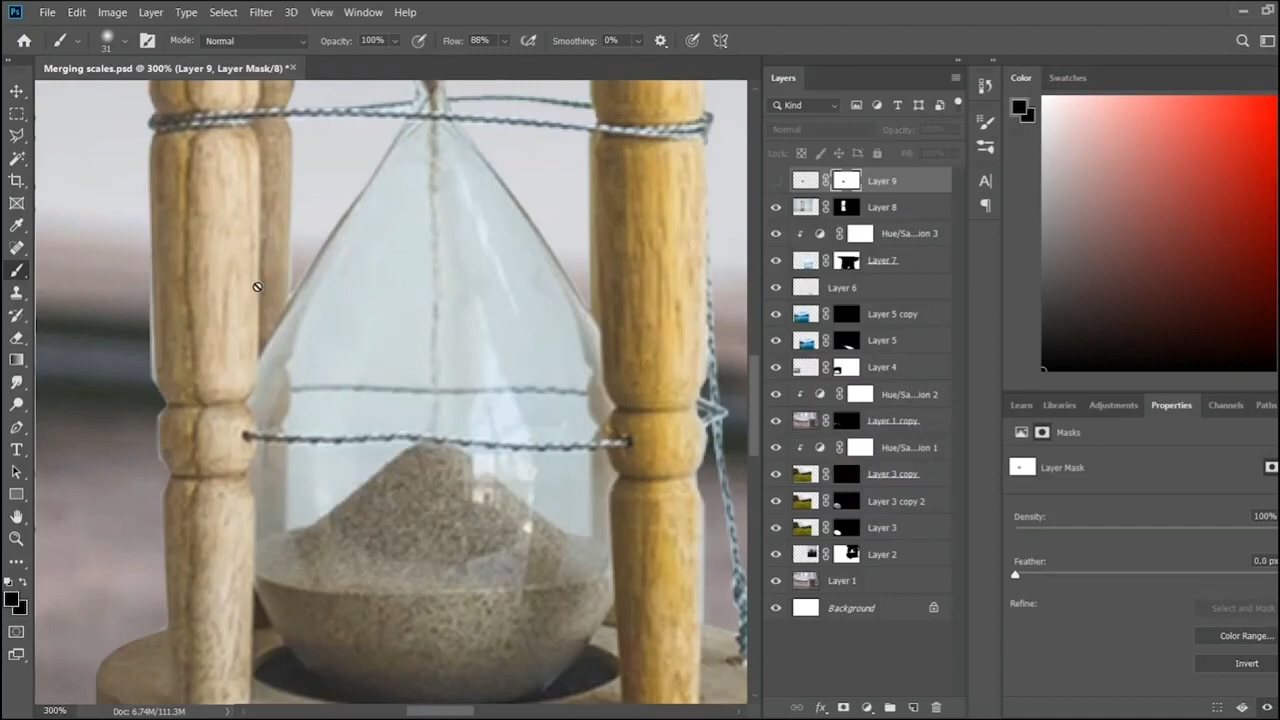 Ps File Edit Image Layer Type Select Filter 3D View Window Help
31 Mode: Normal Opacity: 100% Flow: 88% Smoothing: 0%
Merging scales.psd @ 300% (Layer 9, Layer Mask/8) *
Layers
Color Swatches
Kind
Normal Opacity: 100%
Lock: Fill: 100%
Layer 9
Layer 8
Hue/Sa...ion 3
Layer 7
Layer 6
Layer 5 copy
Layer 5
Layer 4
Hue/Sa...ion 2
Layer 1 copy
Hue/Sa...ion 1
Layer 3 copy
Layer 3 copy 2
Layer 3
Layer 2
Layer 1
Background
Learn Libraries Adjustments Properties Channels Paths
Masks
Layer Mask
Density: 100%
Feather: 0.0 px
Refine:
Select and Mask
Color Range...
Invert
300% Doc: 6.74M/111.3M